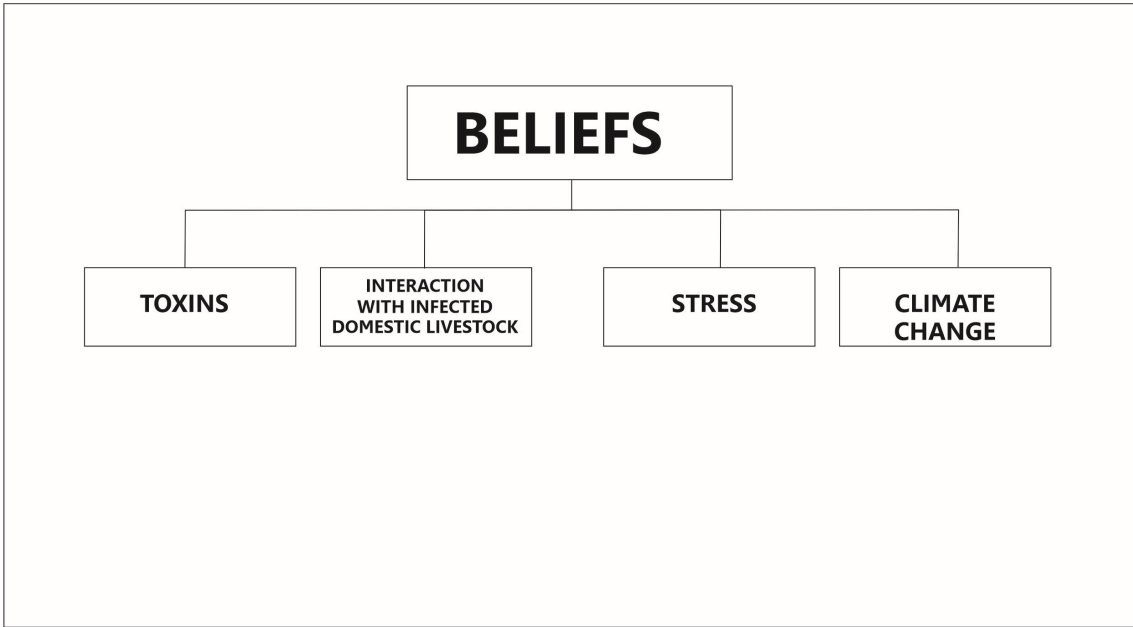 BELIEFS
TOXINS
INTERACTION
WITH INFECTED
DOMESTIC LIVESTOCK
STRESS
CLIMATE
CHANGE